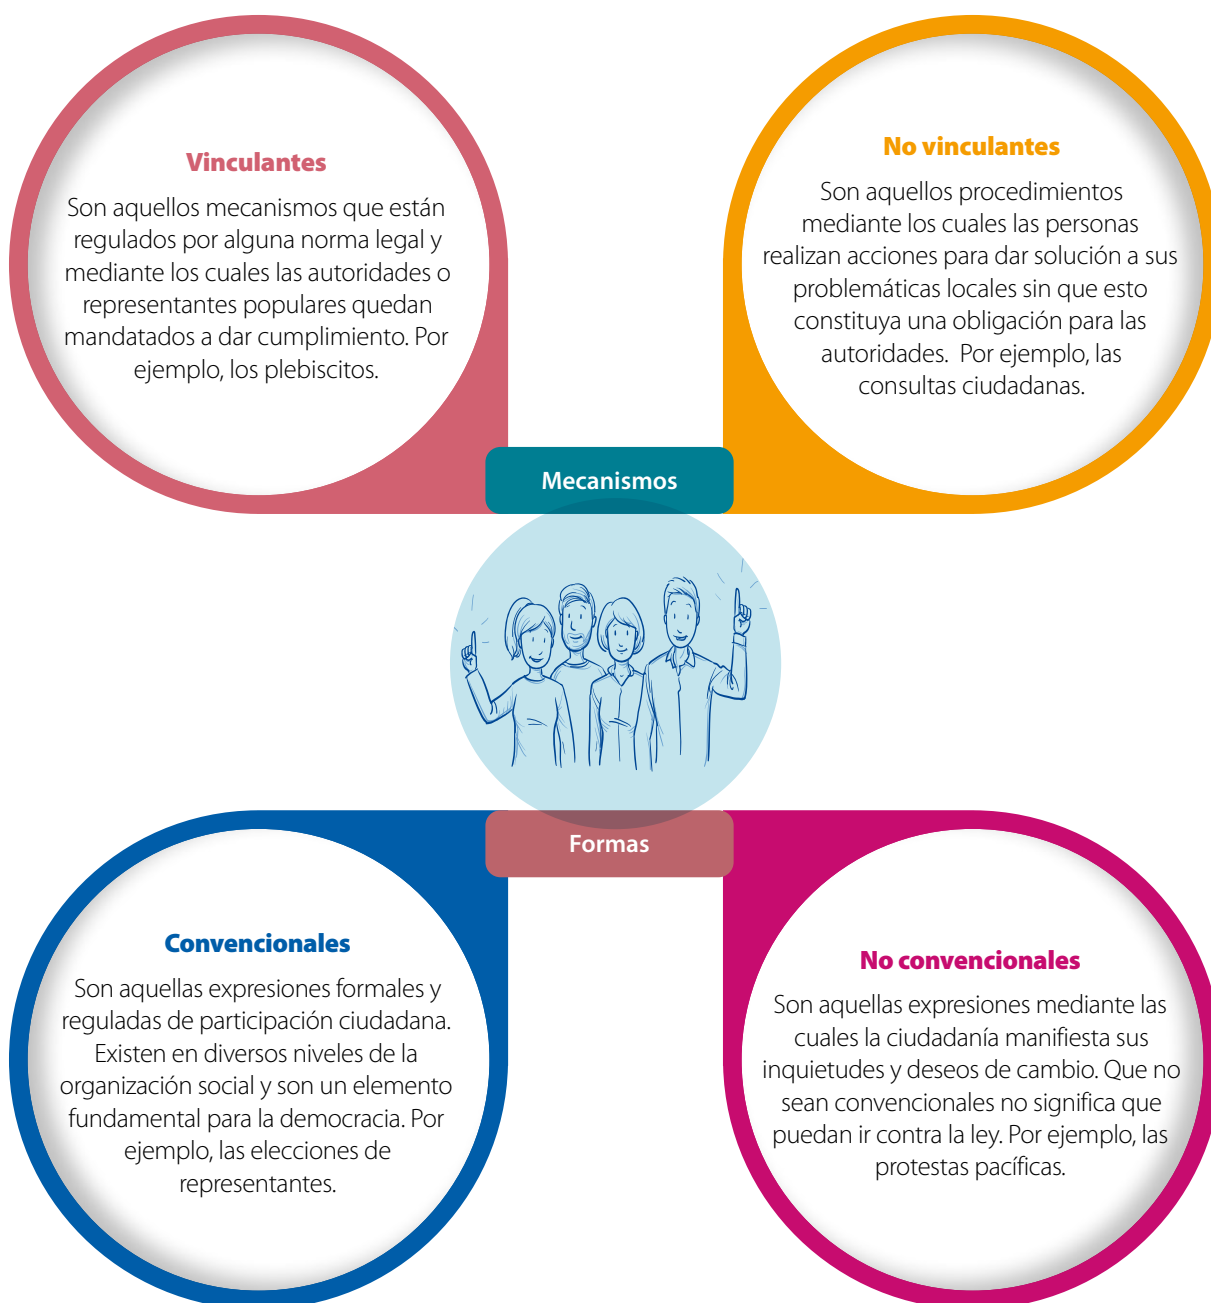 Vinculantes
Son aquellos mecanismos que están
regulados por alguna norma legal y
mediante los cuales las autoridades o
representantes populares quedan
mandatados a dar cumplimiento. Por
ejemplo, los plebiscitos.
No vinculantes
Son aquellos procedimientos
mediante los cuales las personas
realizan acciones para dar solución a sus
problemáticas locales sin que esto
constituya una obligación para las
autoridades.  Por ejemplo, las
consultas ciudadanas.
Mecanismos
Formas
Convencionales
Son aquellas expresiones formales y
reguladas de participación ciudadana.
Existen en diversos niveles de la
organización social y son un elemento
fundamental para la democracia. Por
ejemplo, las elecciones de
representantes.
No convencionales
Son aquellas expresiones mediante las
cuales la ciudadanía manifiesta sus
inquietudes y deseos de cambio. Que no
sean convencionales no significa que
puedan ir contra la ley. Por ejemplo, las
protestas pacíficas.